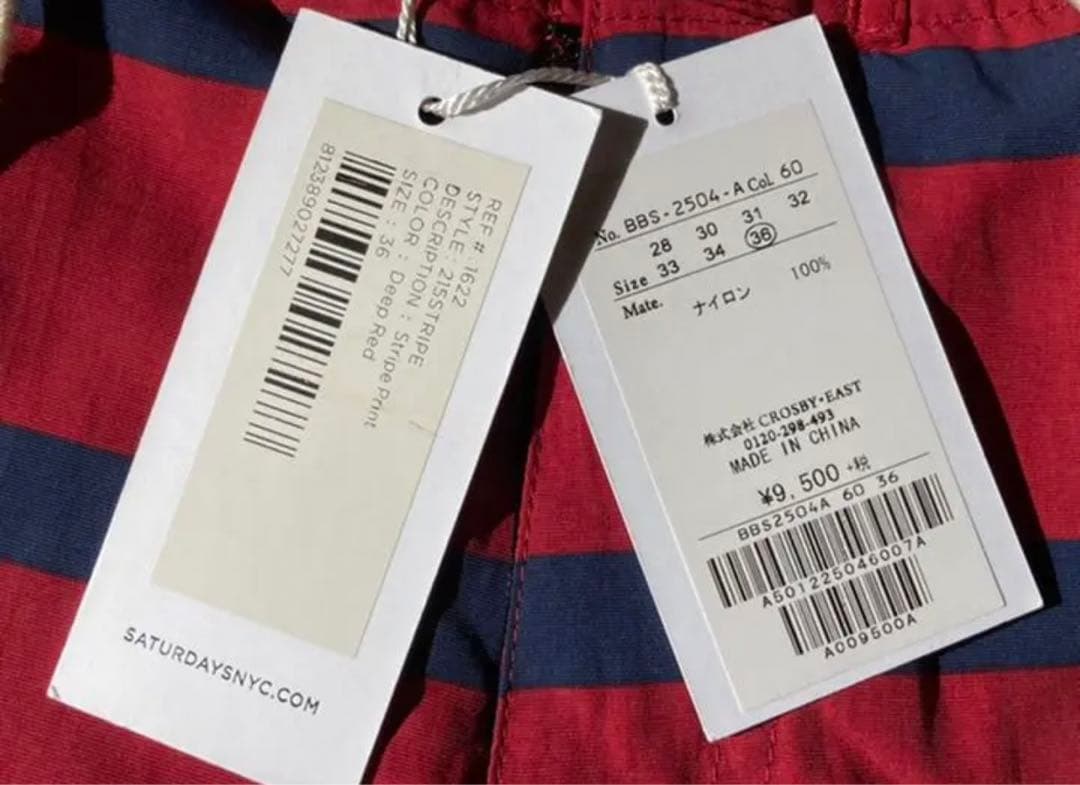 REF # : 1622
STYLE : 21SSTRIPE
DESCRIPTION : Stripe print
COLOR : Deep Red
SIZE : 36
812389027277
SATURDAYSNYC.COM
No. BBS-2504-A CoL 60
28 30 31 32
Size 33 34 36
Mate. ナイロン 100%
株式会社 CROSBY・EAST
0120-298-493
MADE IN CHINA
¥9,500 +税
BBS2504A 60 36
A501225046007A
A009500A